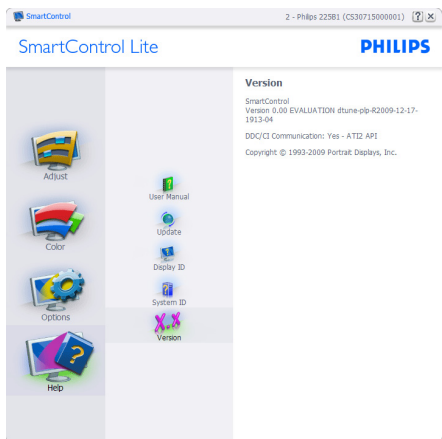 SmartControl
2 - Philips 225B1 (CS30715000001)
SmartControl Lite
PHILIPS
Adjust
Color
Options
Help
User Manual
Update
Display ID
System ID
X.X
Version
Version
SmartControl
Version 0.00 EVALUATION dtune-plp-R2009-12-17-
1913-04
DDC/CI Communication: Yes - ATI2 API
Copyright © 1993-2009 Portrait Displays, Inc.